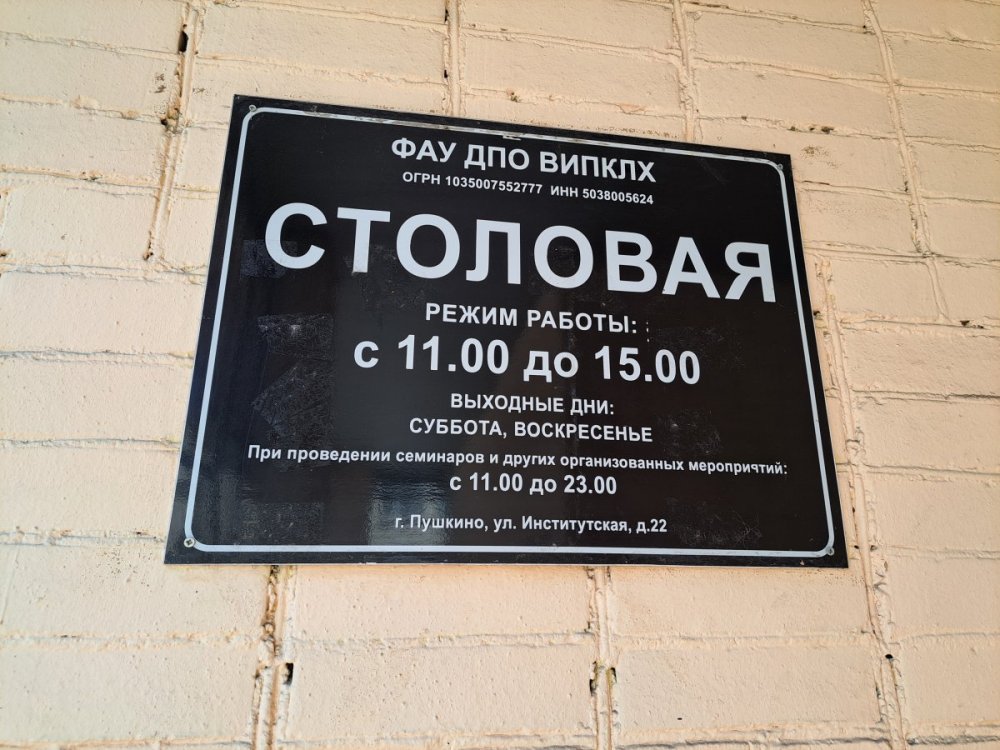 ФАУ ДПО ВИПКЛХ
ОГРН 1035007552777 ИНН 5038005624
СТОЛОВАЯ
РЕЖИМ РАБОТЫ:
с 11.00 до 15.00
ВЫХОДНЫЕ ДНИ:
СУББОТА, ВОСКРЕСЕНЬЕ
При проведении семинаров и других организованных мероприятий:
с 11.00 до 23.00
г. Пушкино, ул. Институтская, д.22